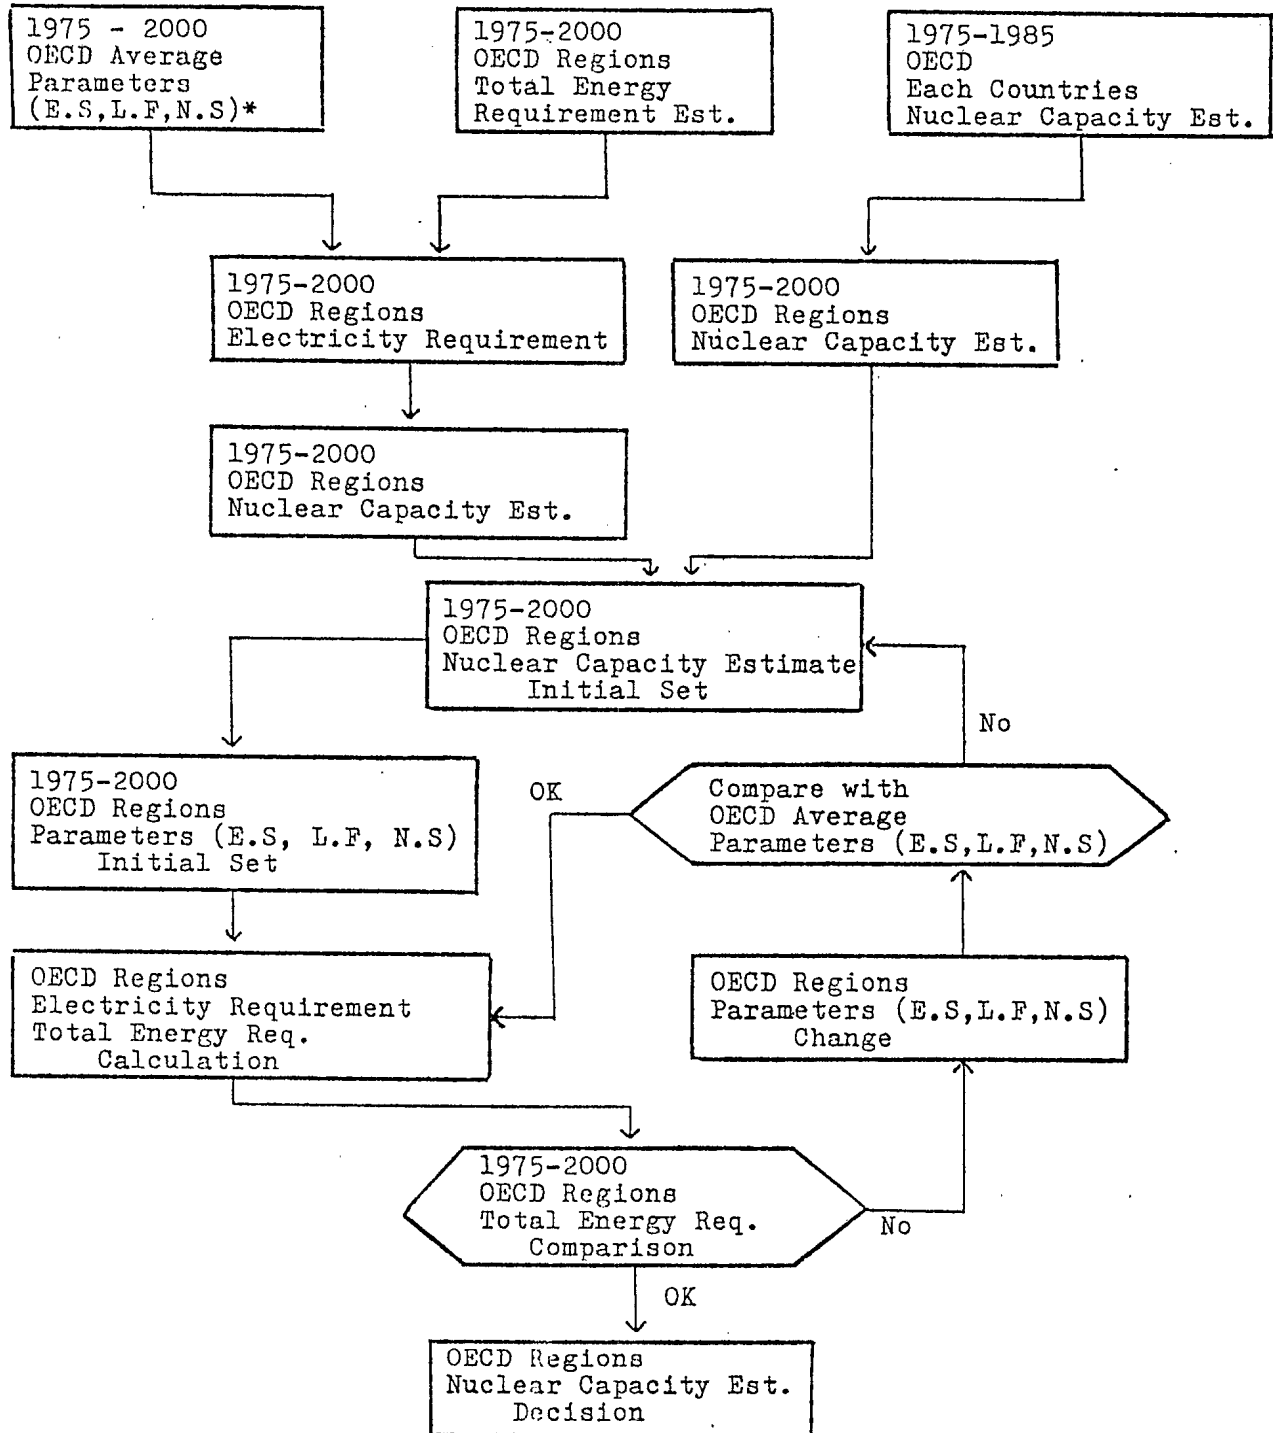 1975 - 2000
OECD Average
Parameters
(E.S,L.F,N.S)*
1975-2000
OECD Regions
Total Energy
Requirement Est.
1975-1985
OECD
Each Countries
Nuclear Capacity Est.
1975-2000
OECD Regions
Electricity Requirement
1975-2000
OECD Regions
Nuclear Capacity Est.
1975-2000
OECD Regions
Nuclear Capacity Est.
1975-2000
OECD Regions
Nuclear Capacity Estimate
Initial Set
No
1975-2000
OECD Regions
Parameters (E.S, L.F, N.S)
Initial Set
OK
Compare with
OECD Average
Parameters (E.S,L.F,N.S)
OECD Regions
Electricity Requirement
Total Energy Req.
Calculation
OECD Regions
Parameters (E.S,L.F,N.S)
Change
1975-2000
OECD Regions
Total Energy Req.
Comparison
No
OK
OECD Regions
Nuclear Capacity Est.
Decision